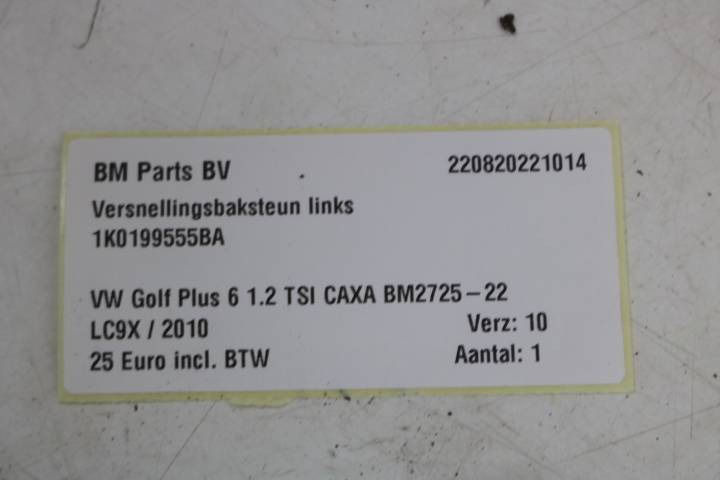 BM Parts BV 220820221014
Versnellingsbaksteun links
1K0199555BA
VW Golf Plus 6 1.2 TSI CAXA BM2725-22
LC9X / 2010 Verz: 10
25 Euro incl. BTW Aantal: 1